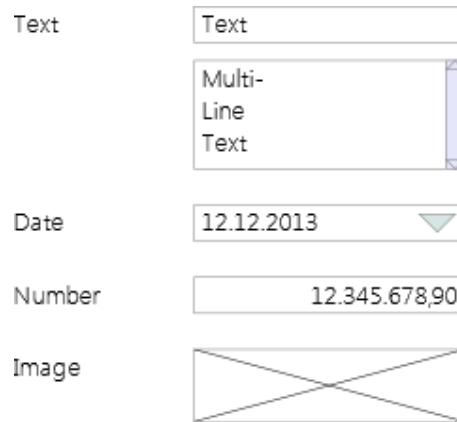 Text Text
Multi-
Line
Text
Date 12.12.2013
Number 12.345.678,90
Image